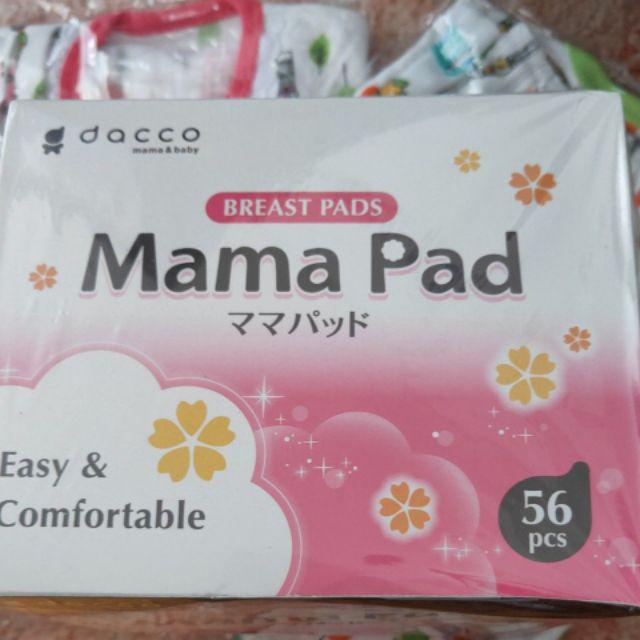 dacco
mama & baby
BREAST PADS
Mama Pad
ママパッド
Easy &
Comfortable
56
pcs